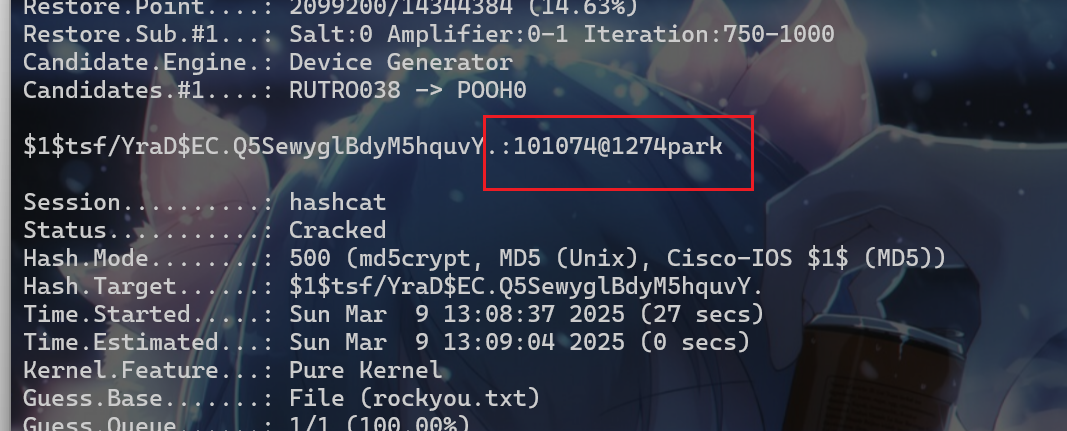 Restore.Point....: 2099200/14344384 (14.63%)
Restore.Sub.#1...: Salt:0 Amplifier:0-1 Iteration:750-1000
Candidate.Engine.: Device Generator
Candidates.#1....: RUTRO038 -> POOH0
$1$tsf/YraD$EC.Q5SewyglBdyM5hquvY.:101074@1274park
Session..........: hashcat
Status...........: Cracked
Hash.Mode........: 500 (md5crypt, MD5 (Unix), Cisco-IOS $1$ (MD5))
Hash.Target......: $1$tsf/YraD$EC.Q5SewyglBdyM5hquvY.
Time.Started.....: Sun Mar  9 13:08:37 2025 (27 secs)
Time.Estimated...: Sun Mar  9 13:09:04 2025 (0 secs)
Kernel.Feature...: Pure Kernel
Guess.Base.......: File (rockyou.txt)
Guess.Queue......: 1/1 (100.00%)